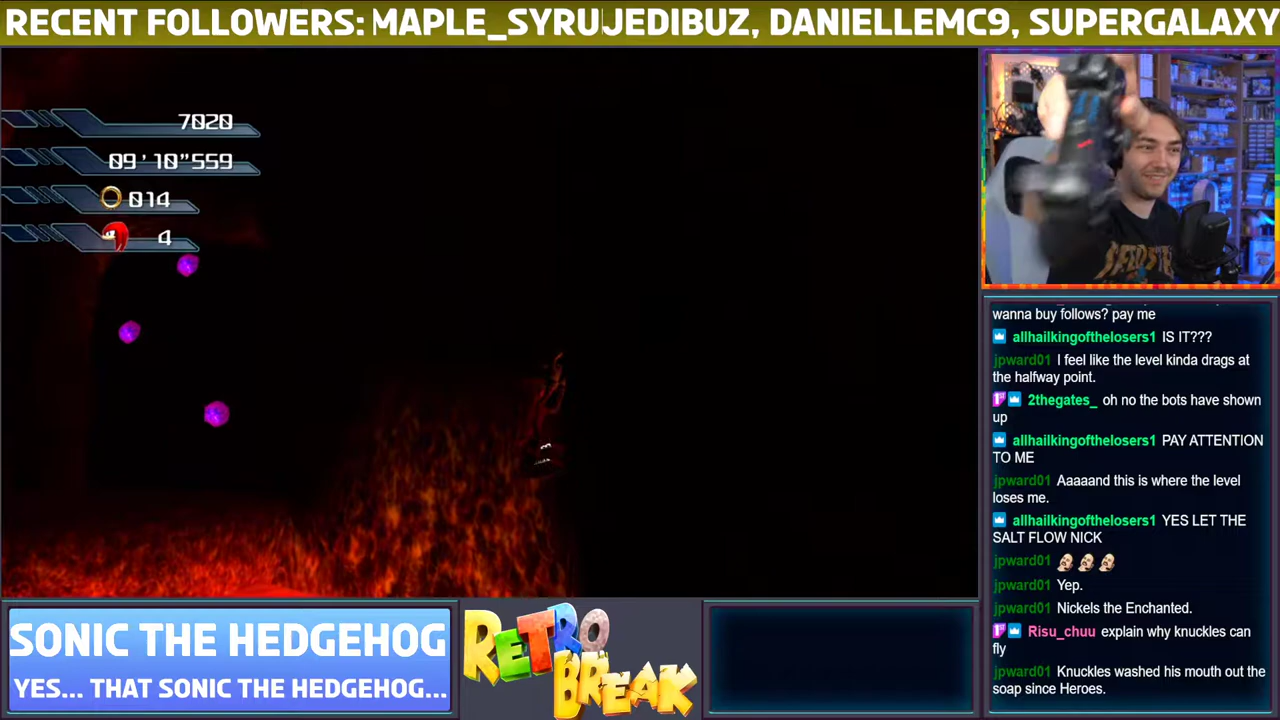 RECENT FOLLOWERS: MAPLE_SYRUJEDIBUZ, DANIELLEMC9, SUPERGALAXY
7020
09'10"559
014
4
wanna buy follows? pay me
allhailkingofthelosers1 IS IT???
jpward01 I feel like the level kinda drags at
the halfway point.
2thegates_ oh no the bots have shown
up
allhailkingofthelosers1 PAY ATTENTION
TO ME
jpward01 Aaaaand this is where the level
loses me.
allhailkingofthelosers1 YES LET THE
SALT FLOW NICK
jpward01
jpward01 Yep.
jpward01 Nickels the Enchanted.
Risu_chuu explain why knuckles can
fly
jpward01 Knuckles washed his mouth out the
soap since Heroes.
SONIC THE HEDGEHOG
YES... THAT SONIC THE HEDGEHOG...
RETRO
BREAK